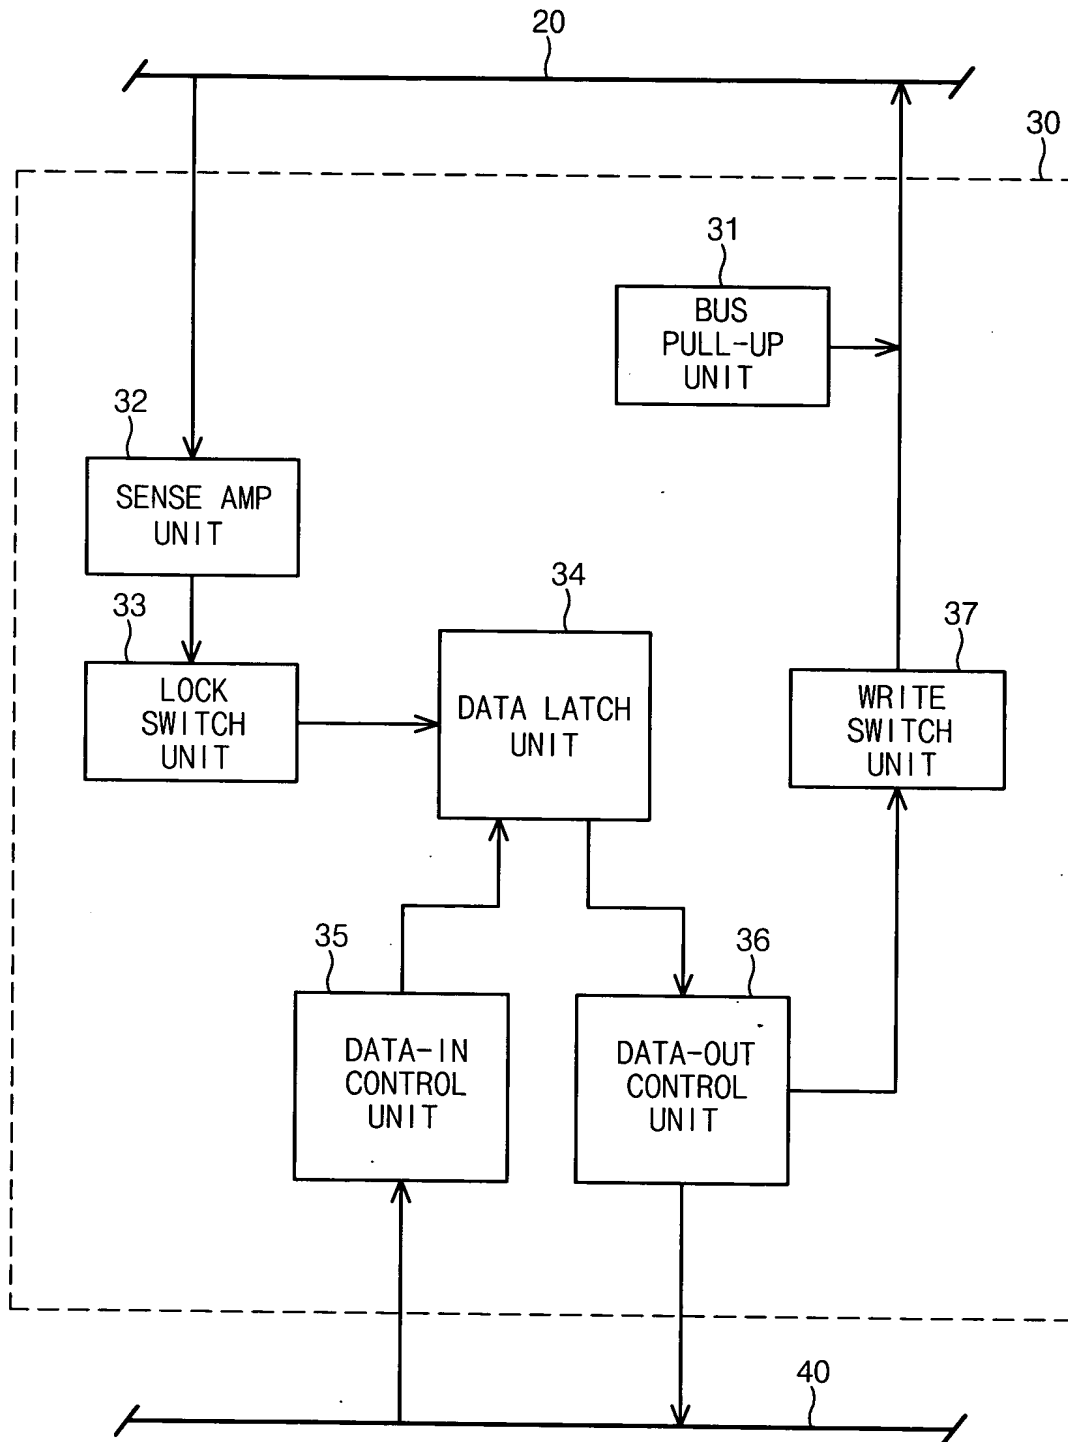 20
30
31
BUS
PULL-UP
UNIT
32
SENSE AMP
UNIT
33
LOCK
SWITCH
UNIT
34
DATA LATCH
UNIT
37
WRITE
SWITCH
UNIT
35
DATA-IN
CONTROL
UNIT
36
DATA-OUT
CONTROL
UNIT
40